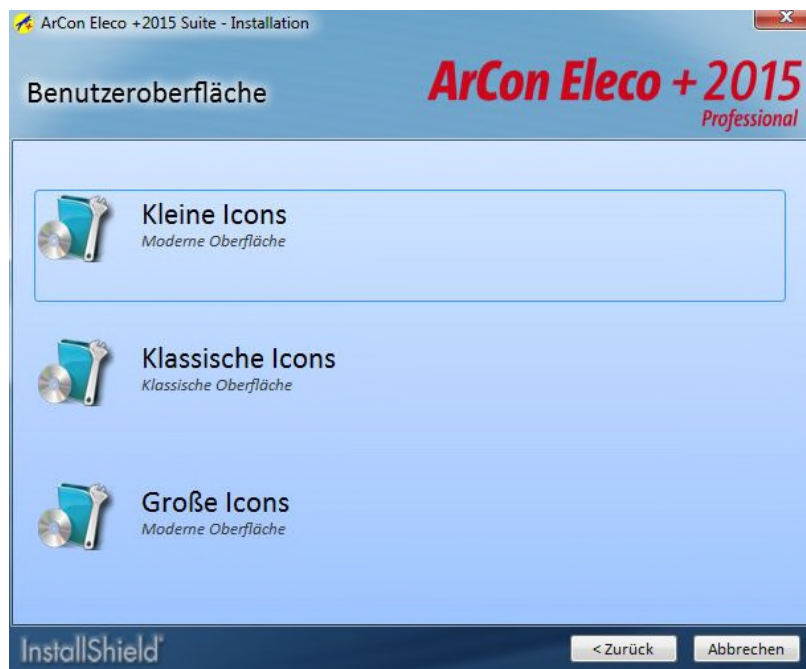 ArCon Eleco +2015 Suite - Installation
Benutzeroberfläche
ArCon Eleco + 2015
Professional
Kleine Icons
Moderne Oberfläche
Klassische Icons
Klassische Oberfläche
Große Icons
Moderne Oberfläche
InstallShield®
< Zurück
Abbrechen